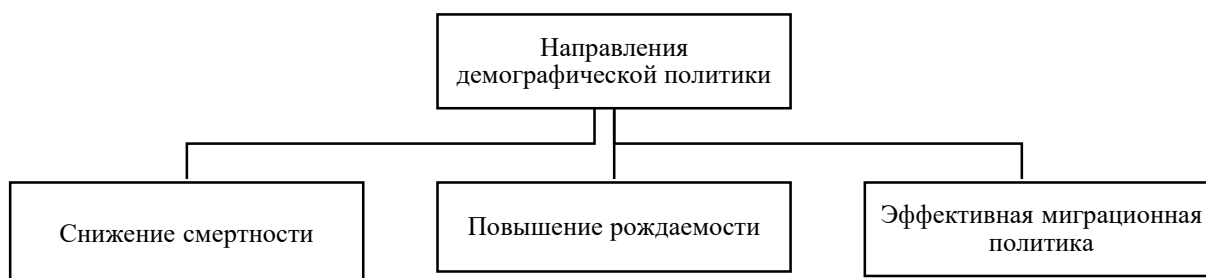 Направления
демографической политики
Снижение смертности
Повышение рождаемости
Эффективная миграционная
политика